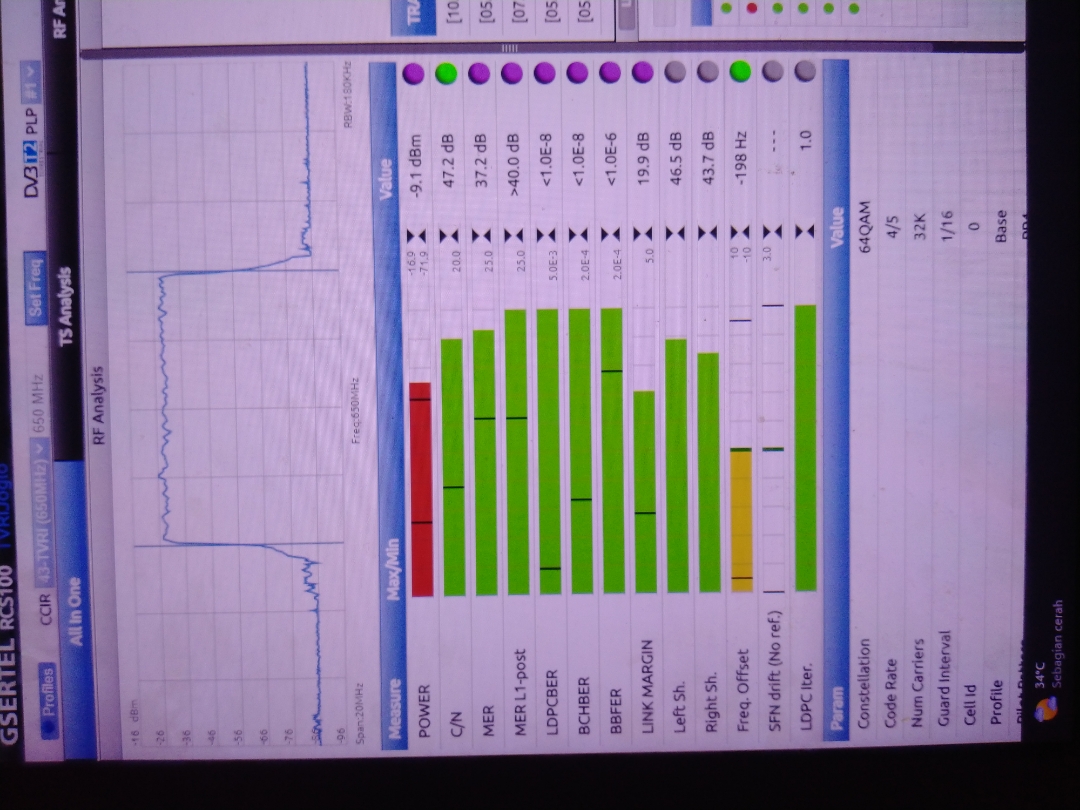 GSERTEL RCS100
Profiles CCIR 43-TVRI (650MHz) 650 MHz Set Freq DVB T2 PLP #1
All In One TS Analysis RF An
RF Analysis
-16 dBm
-26
-36
-46
-56
-66
-76
-96
Span:20MHz Freq:650MHz RBW:180KHz
Measure Max/Min Value
POWER -16.9 -71.9 -9.1 dBm
C/N 20.0 47.2 dB
MER 25.0 37.2 dB
MER L1-post 25.0 >40.0 dB
LDPCBER 5.0E-3 <1.0E-8
BCHBER 2.0E-4 <1.0E-8
BBFER 2.0E-4 <1.0E-6
LINK MARGIN 5.0 19.9 dB
Left Sh. 46.5 dB
Right Sh. 43.7 dB
Freq. Offset 10 -10 -198 Hz
SFN drift (No ref.) 3.0 ---
LDPC Iter. 1.0
Param Value
Constellation 64QAM
Code Rate 4/5
Num Carriers 32K
Guard Interval 1/16
Cell Id 0
Profile Base
TRA
[10
[05
[07
[05
[05
34°C
Sebagian cerah